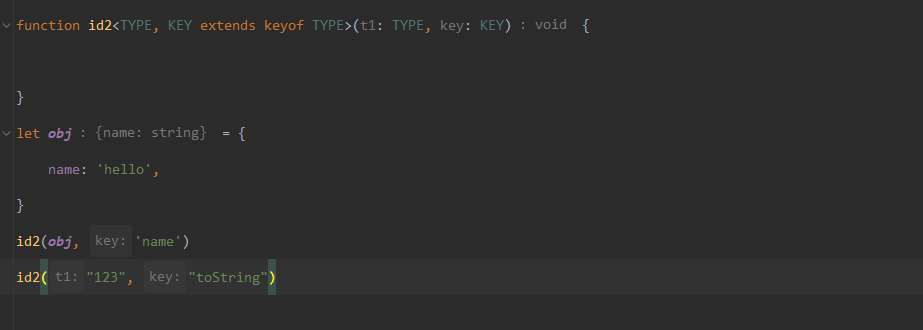 function id2<TYPE, KEY extends keyof TYPE>(t1: TYPE, key: KEY) : void {
}
let obj : {name: string} = {
name: 'hello',
}
id2(obj, key: 'name')
id2( t1: "123", key: "toString")